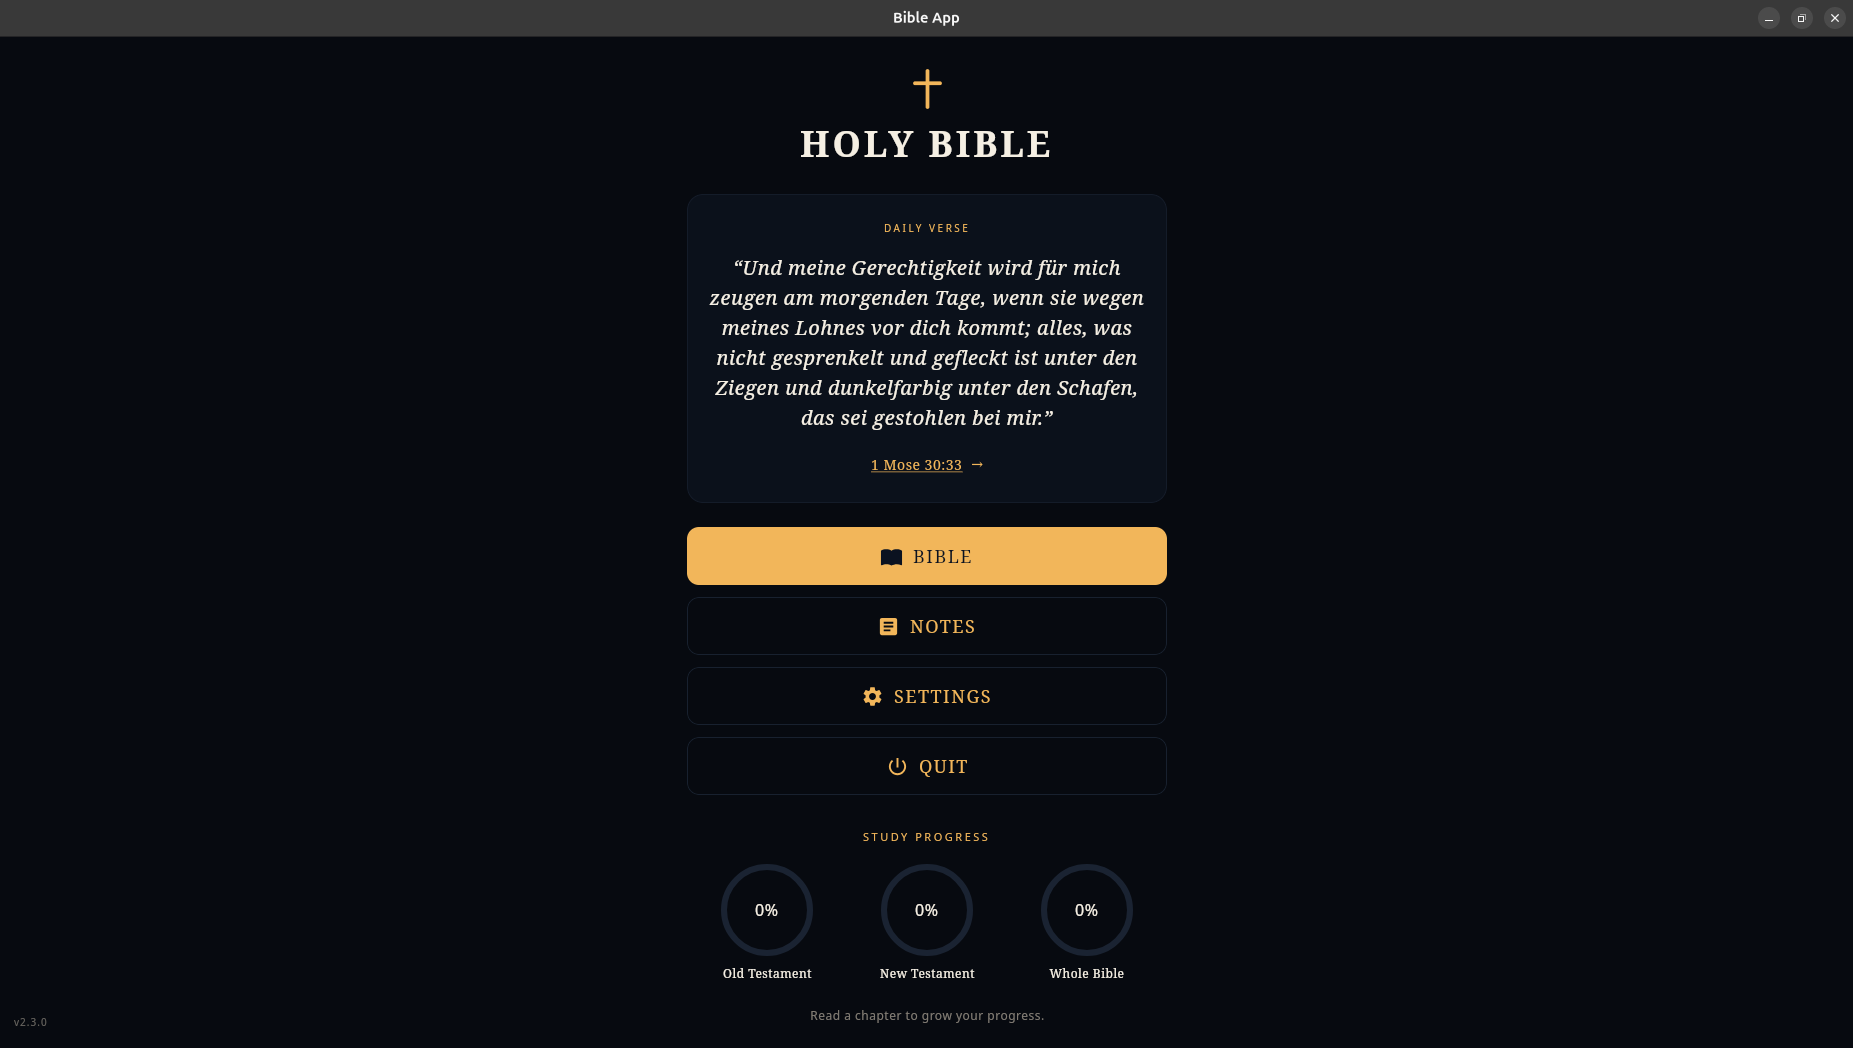 Bible App
HOLY BIBLE
DAILY VERSE
“Und meine Gerechtigkeit wird für mich
zeugen am morgenden Tage, wenn sie wegen
meines Lohnes vor dich kommt; alles, was
nicht gesprenkelt und gefleckt ist unter den
Ziegen und dunkelfarbig unter den Schafen,
das sei gestohlen bei mir.”
1 Mose 30:33 →
BIBLE
NOTES
SETTINGS
QUIT
STUDY PROGRESS
0% 0% 0%
Old Testament New Testament Whole Bible
Read a chapter to grow your progress.
v2.3.0